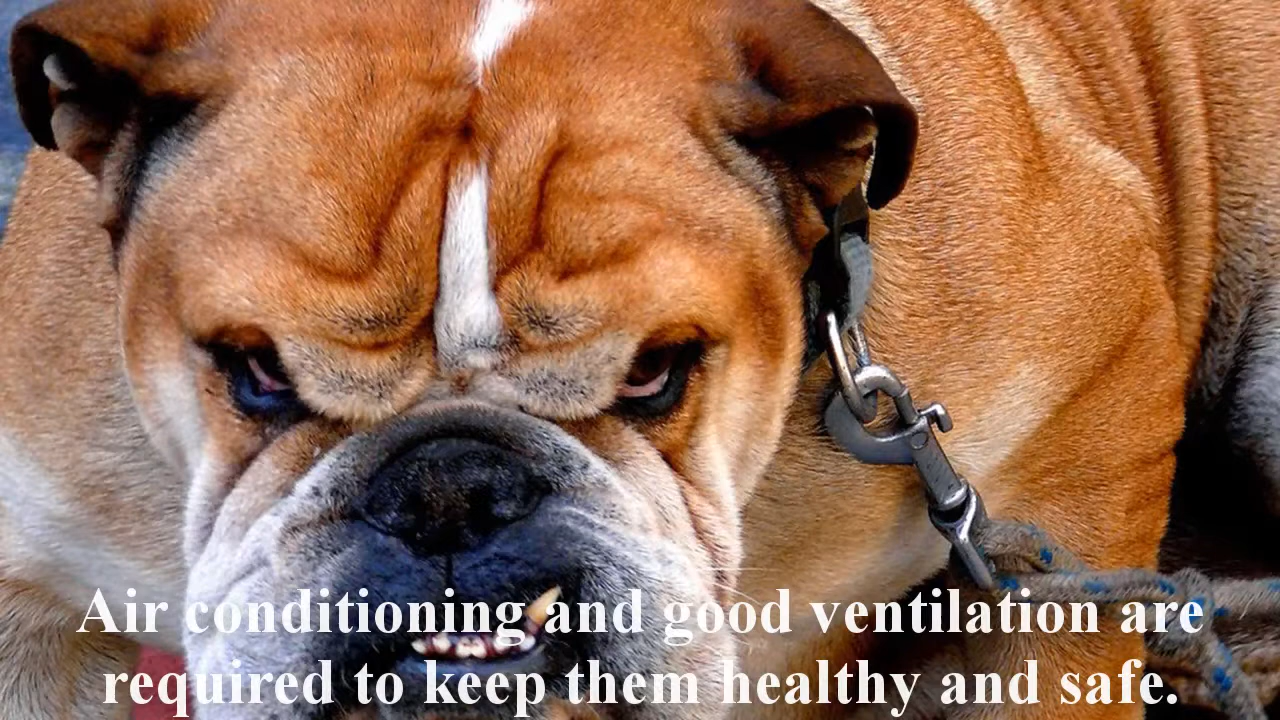 Air conditioning and good ventilation are
required to keep them healthy and safe.